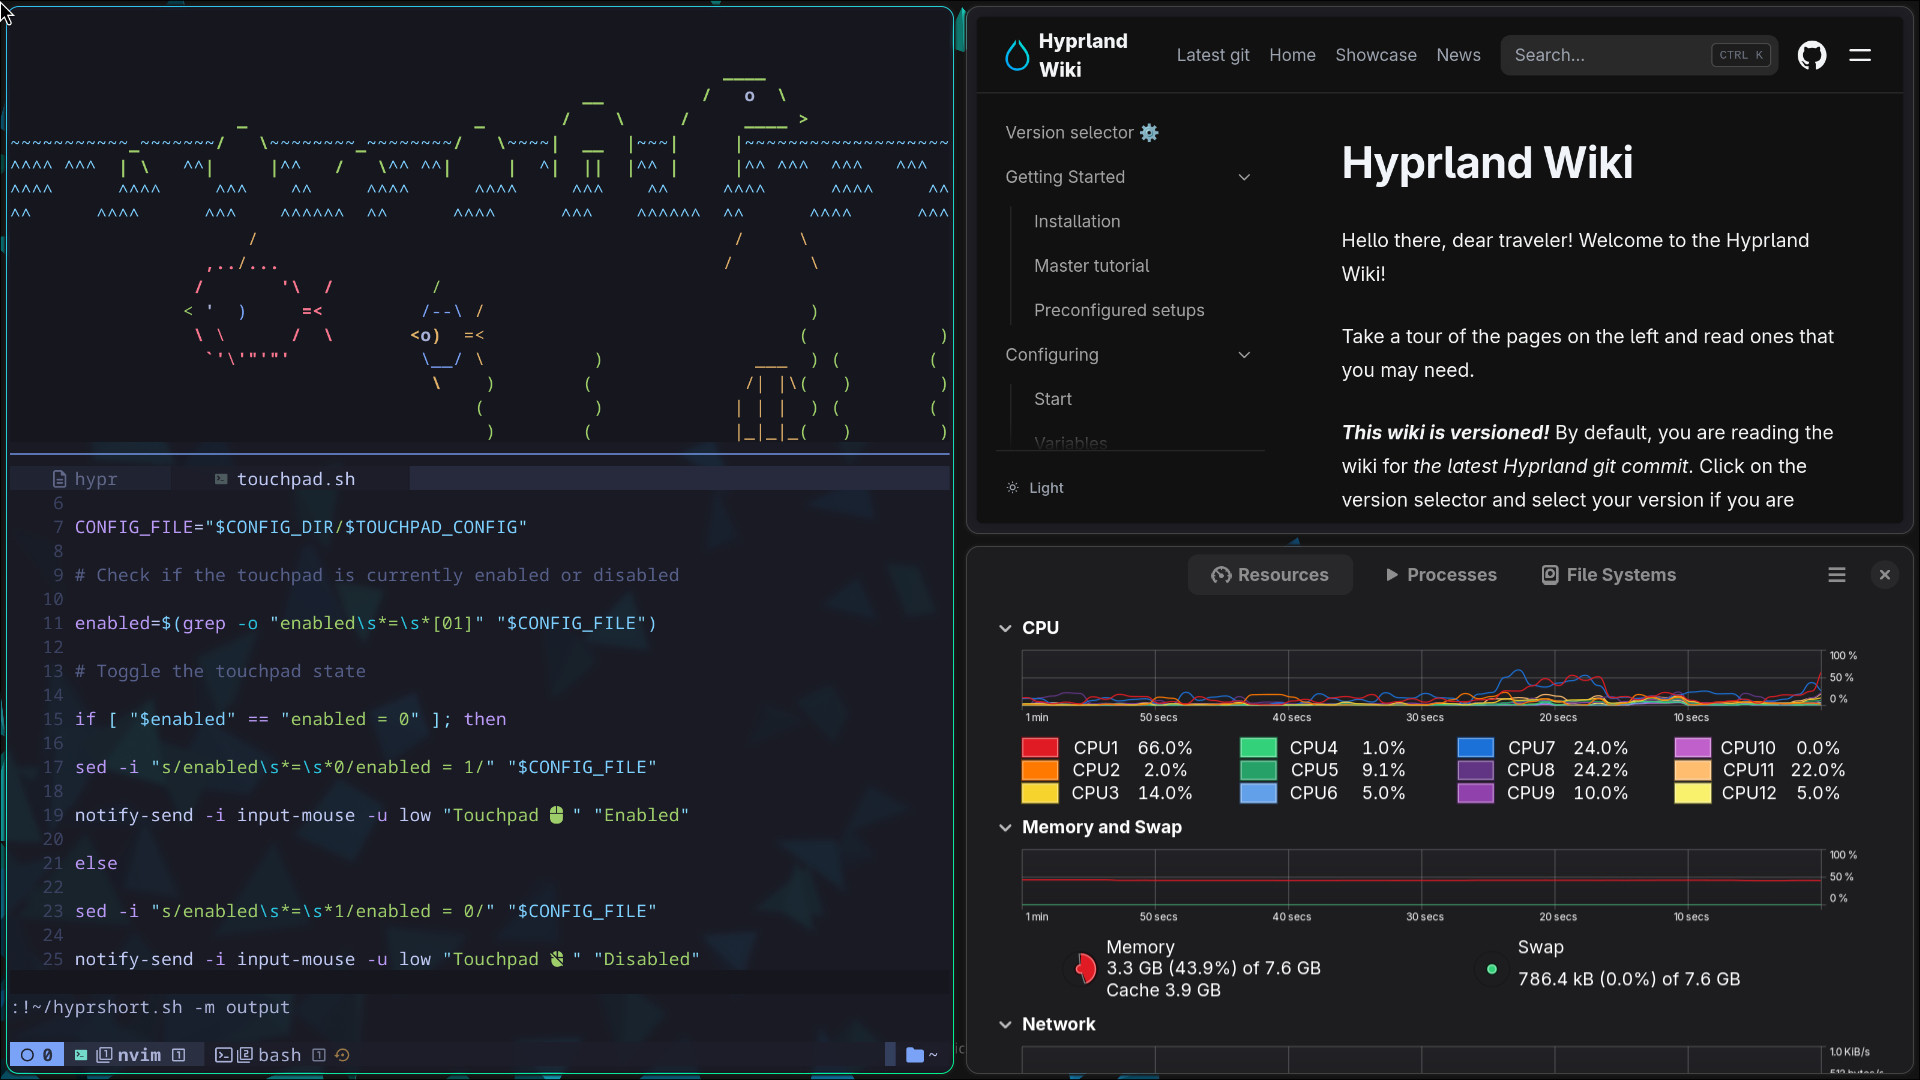 hypr
touchpad.sh
6
7 CONFIG_FILE="$CONFIG_DIR/$TOUCHPAD_CONFIG"
8
9 # Check if the touchpad is currently enabled or disabled
10
11 enabled=$(grep -o "enabled\s*=\s*[01]" "$CONFIG_FILE")
12
13 # Toggle the touchpad state
14
15 if [ "$enabled" == "enabled = 0" ]; then
16
17 sed -i "s/enabled\s*=\s*0/enabled = 1/" "$CONFIG_FILE"
18
19 notify-send -i input-mouse -u low "Touchpad " "Enabled"
20
21 else
22
23 sed -i "s/enabled\s*=\s*1/enabled = 0/" "$CONFIG_FILE"
24
25 notify-send -i input-mouse -u low "Touchpad " "Disabled"
:!~/hyprshort.sh -m output
0 1 nvim 1 2 bash 1 ~
Hyprland
Wiki
Latest git
Home
Showcase
News
Search...
CTRL K
Version selector ⚙️
Getting Started
Installation
Master tutorial
Preconfigured setups
Configuring
Start
Variables
Light
Hyprland Wiki
Hello there, dear traveler! Welcome to the Hyprland
Wiki!
Take a tour of the pages on the left and read ones that
you may need.
This wiki is versioned! By default, you are reading the
wiki for the latest Hyprland git commit. Click on the
version selector and select your version if you are
Resources
Processes
File Systems
CPU
100 %
50 %
0 %
1 min 50 secs 40 secs 30 secs 20 secs 10 secs
CPU1 66.0% CPU4 1.0% CPU7 24.0% CPU10 0.0%
CPU2 2.0% CPU5 9.1% CPU8 24.2% CPU11 22.0%
CPU3 14.0% CPU6 5.0% CPU9 10.0% CPU12 5.0%
Memory and Swap
100 %
50 %
0 %
1 min 50 secs 40 secs 30 secs 20 secs 10 secs
Memory
3.3 GB (43.9%) of 7.6 GB
Cache 3.9 GB
Swap
786.4 kB (0.0%) of 7.6 GB
Network
1.0 KiB/s